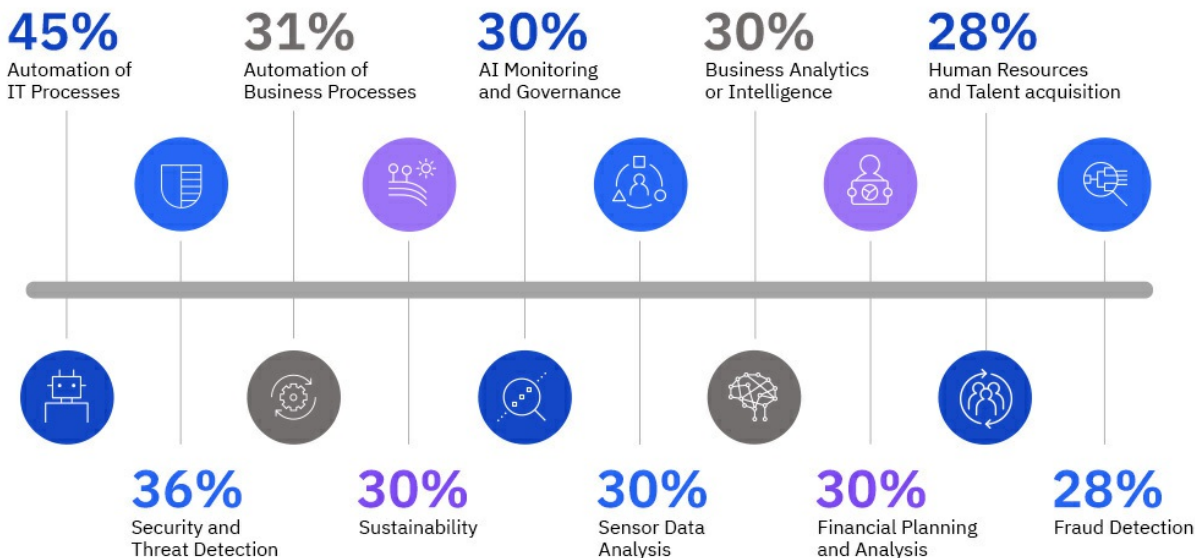 45%
Automation of
IT Processes
31%
Automation of
Business Processes
30%
AI Monitoring
and Governance
30%
Business Analytics
or Intelligence
28%
Human Resources
and Talent acquisition
36%
Security and
Threat Detection
30%
Sustainability
30%
Sensor Data
Analysis
30%
Financial Planning
and Analysis
28%
Fraud Detection